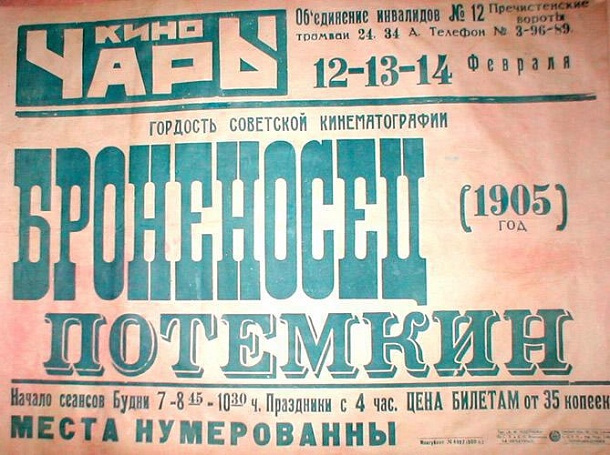 КИНО
ЧАРЫ
Об'единение инвалидов № 12 Пречистенские вороты
трамваи 24, 34 А. Телефон № 3-96-89.
12-13-14 Февраля
ГОРДОСТЬ СОВЕТСКОЙ КИНЕМАТОГРАФИИ
БРОНЕНОСЕЦ
(1905)
ГОД
ПОТЕМКИН
Начало сеансов Будни 7-8 45 - 10 30 ч. Праздники с 4 час. ЦЕНА БИЛЕТАМ от 35 копеек
МЕСТА НУМЕРОВАННЫ